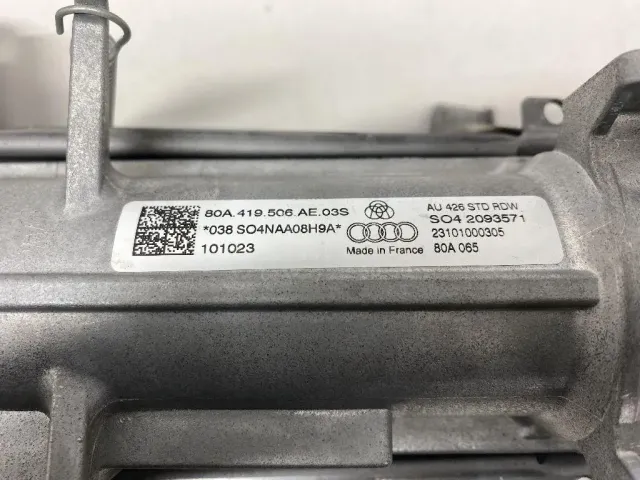 80A.419.506.AE.03S
*038 SO4NAA08H9A*
101023
Made in France
AU 426 STD RDW
SO4 2093571
23101000305
80A 065